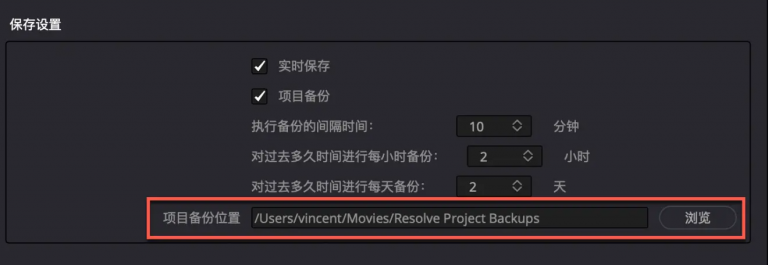 保存设置
实时保存
项目备份
执行备份的间隔时间： 10 分钟
对过去多久时间进行每小时备份： 2 小时
对过去多久时间进行每天备份： 2 天
项目备份位置 /Users/vincent/Movies/Resolve Project Backups 浏览